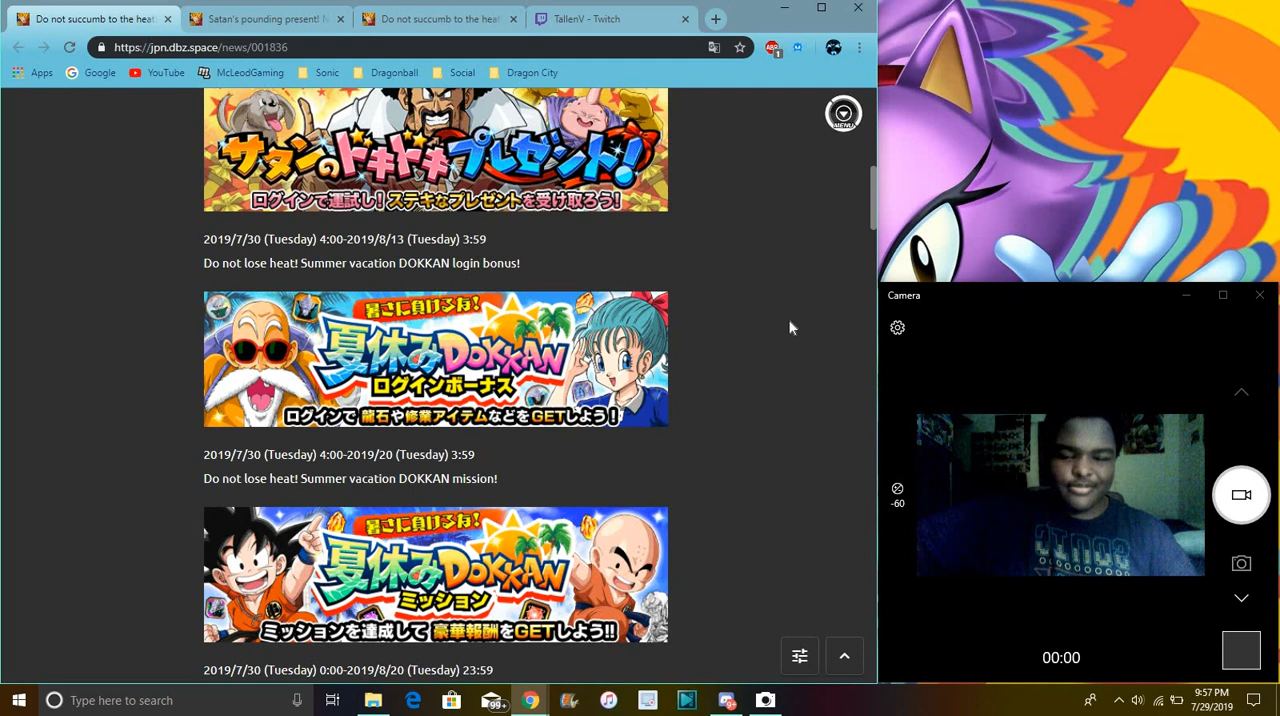 Do not succumb to the hea
Satan's pounding present! N
Do not succumb to the heat
TallenV - Twitch
https://jpn.dbz.space/news/001836
ABP
1
Apps
Google
YouTube
McLeodGaming
Sonic
Dragonball
Social
Dragon City
MENU
サタンのドキドキプレゼント!
ログインで運試し!ステキなプレゼントを受け取ろう!
2019/7/30 (Tuesday) 4:00-2019/8/13 (Tuesday) 3:59
Do not lose heat! Summer vacation DOKKAN login bonus!
暑さに負けるな!
夏休みDOKKAN
ログインボーナス
ログインで龍石や修業アイテムなどをGETしよう!
2019/7/30 (Tuesday) 4:00-2019/20 (Tuesday) 3:59
Do not lose heat! Summer vacation DOKKAN mission!
暑さに負けるな!
夏休みDOKKAN
ミッション
ミッションを達成して豪華報酬をGETしよう!!
2019/7/30 (Tuesday) 0:00-2019/8/20 (Tuesday) 23:59
Camera
-60
00:00
Type here to search
99+
9+
9:57 PM
7/29/2019